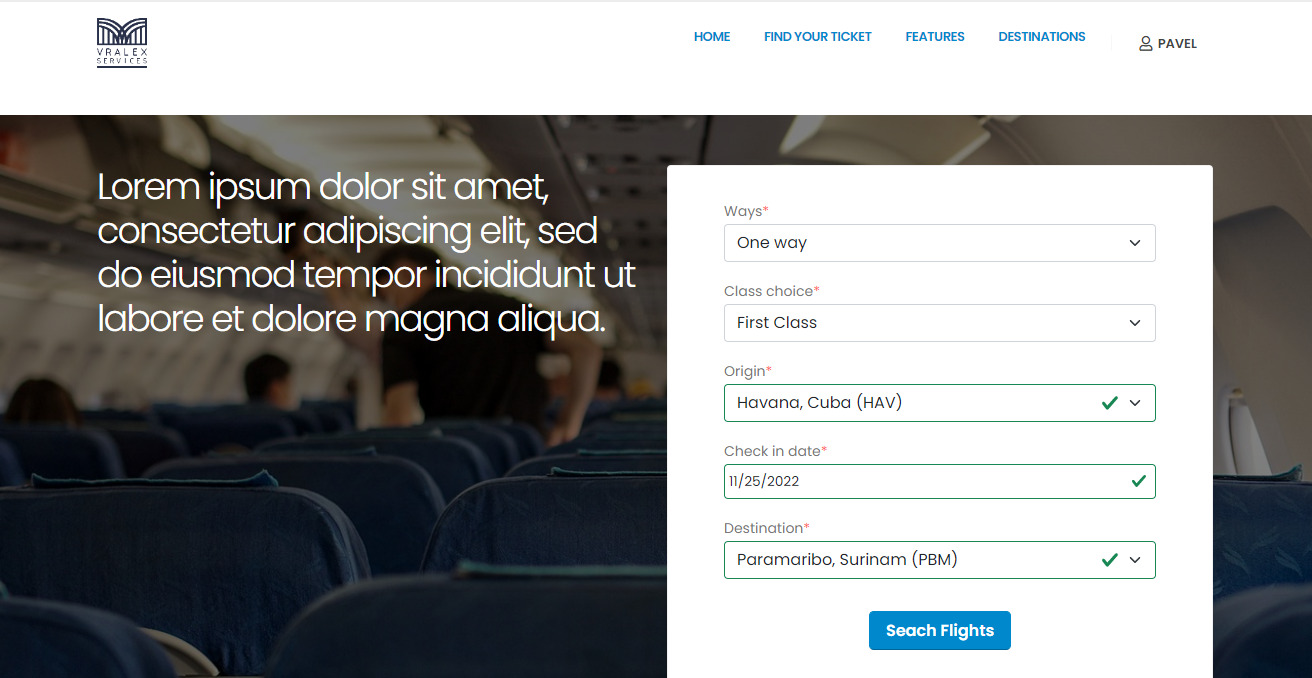 VRALEX
SERVICES
HOME
FIND YOUR TICKET
FEATURES
DESTINATIONS
PAVEL
Lorem ipsum dolor sit amet,
consectetur adipiscing elit, sed
do eiusmod tempor incididunt ut
labore et dolore magna aliqua.
Ways*
One way
Class choice*
First Class
Origin*
Havana, Cuba (HAV)
Check in date*
11/25/2022
Destination*
Paramaribo, Surinam (PBM)
Seach Flights